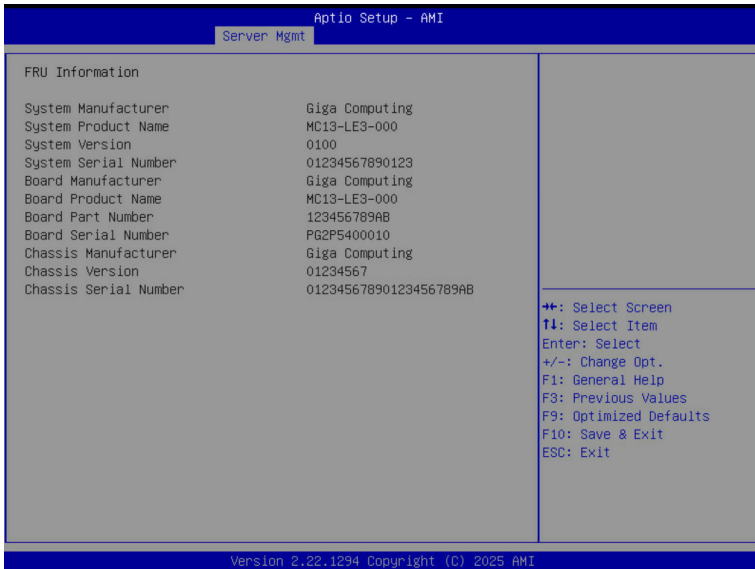 Aptio Setup – AMI
Server Mgmt
FRU Information
System Manufacturer Giga Computing
System Product Name MC13-LE3-000
System Version 0100
System Serial Number 01234567890123
Board Manufacturer Giga Computing
Board Product Name MC13-LE3-000
Board Part Number 123456789AB
Board Serial Number PG2P5400010
Chassis Manufacturer Giga Computing
Chassis Version 01234567
Chassis Serial Number 01234567890123456789AB
→←: Select Screen
↑↓: Select Item
Enter: Select
+/-: Change Opt.
F1: General Help
F3: Previous Values
F9: Optimized Defaults
F10: Save & Exit
ESC: Exit
Version 2.22.1294 Copyright (C) 2025 AMI